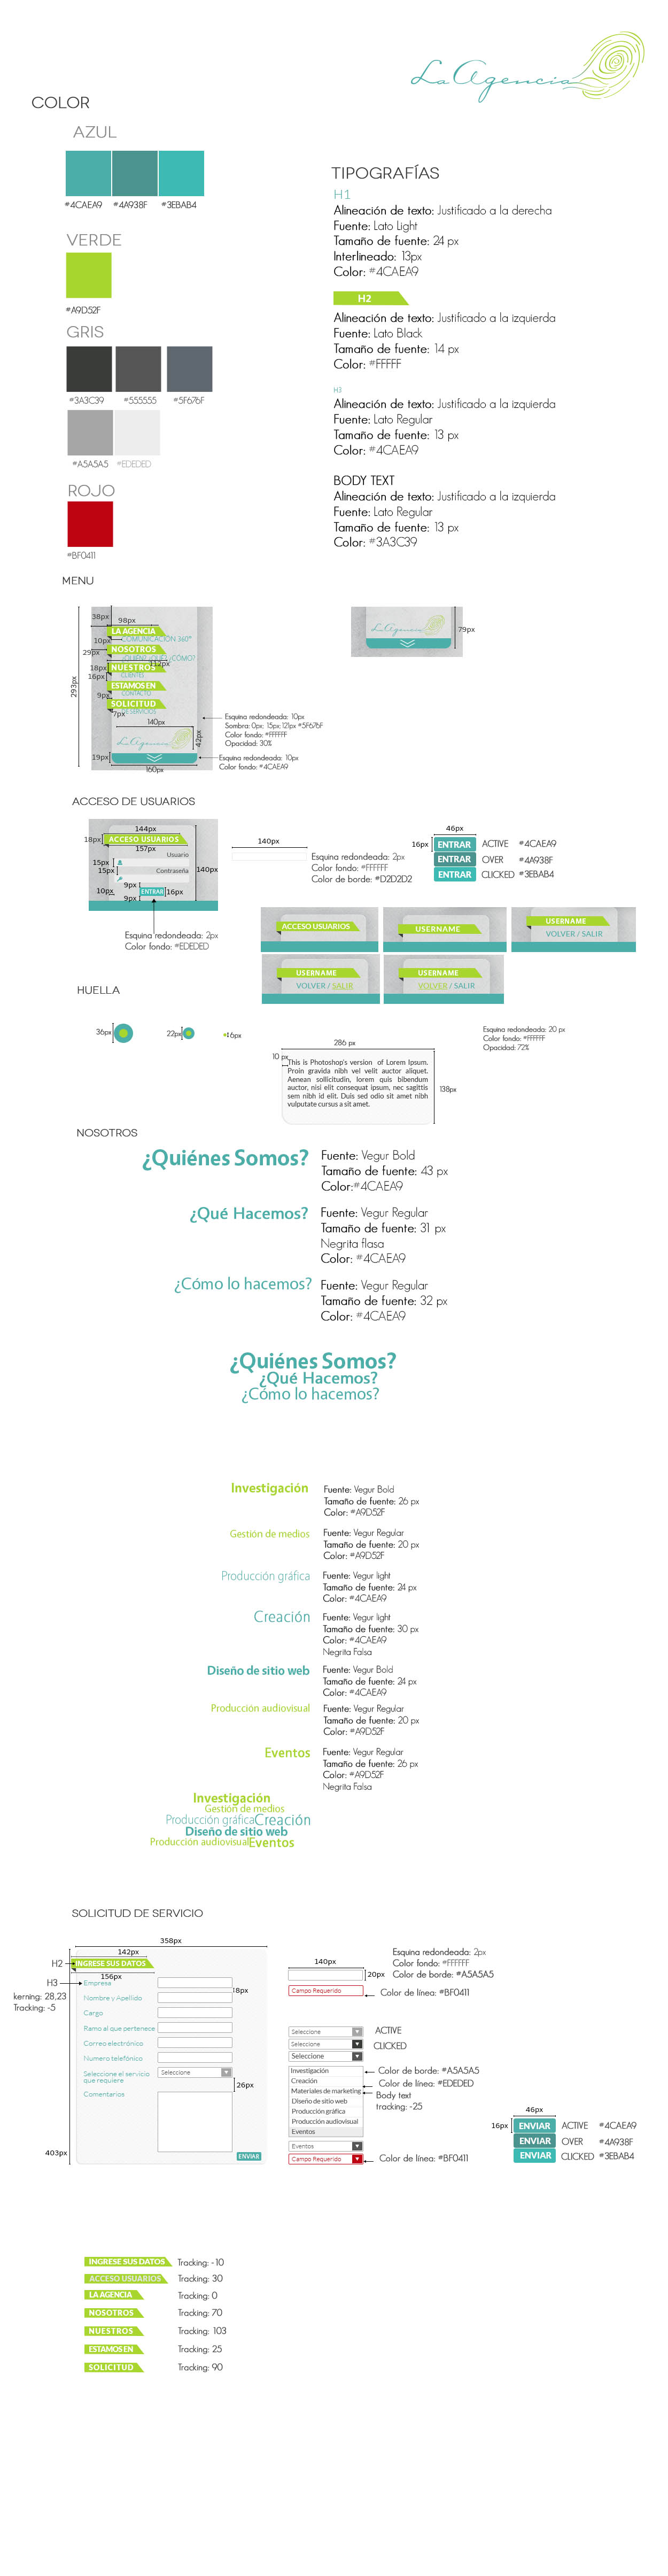 La Agencia
COLOR
AZUL
#4CAEA9 #4A938F #3EBAB4
VERDE
#A9D52F
GRIS
#3A3C39 #555555 #5F676F
#A5A5A5 #EDEDED
ROJO
#BF0411
TIPOGRAFÍAS
H1
Alineación de texto: Justificado a la derecha
Fuente: Lato Light
Tamaño de fuente: 24 px
Interlineado: 13px
Color: #4CAEA9
H2
Alineación de texto: Justificado a la izquierda
Fuente: Lato Black
Tamaño de fuente: 14 px
Color: #FFFFF
H3
Alineación de texto: Justificado a la izquierda
Fuente: Lato Regular
Tamaño de fuente: 13 px
Color: #4CAEA9
BODY TEXT
Alineación de texto: Justificado a la izquierda
Fuente: Lato Regular
Tamaño de fuente: 13 px
Color: #3A3C39
MENU
38px
98px
LA AGENCIA
10px
COMUNICACIÓN 360°
NOSOTROS
29px
¿QUIÉN? ¿QUÉ? ¿CÓMO?
112px
18px
NUESTROS
16px
CLIENTES
ESTAMOS EN
9px
CONTACTO
SOLICITUD
7px
DE SERVICIOS
293px
140px
La Agencia
42px
19px
160px
Esquina redondeada: 10px
Sombra: 0px; 15px;121px #5F676F
Color fondo: #FFFFFF
Opacidad: 30%
Esquina redondeada: 10px
Color fondo: #4CAEA9
La Agencia
79px
ACCESO DE USUARIOS
144px
18px
ACCESO USUARIOS
157px
Usuario
15px
15px
Contraseña
140px
10px
9px
ENTRAR
16px
9px
Esquina redondeada: 2px
Color fondo: #EDEDED
140px
Esquina redondeada: 2px
Color fondo: #FFFFFF
Color de borde: #D2D2D2
46px
16px
ENTRAR ACTIVE #4CAEA9
ENTRAR OVER #4A938F
ENTRAR CLICKED #3EBAB4
ACCESO USUARIOS
USERNAME
USERNAME
VOLVER / SALIR
USERNAME
VOLVER / SALIR
USERNAME
VOLVER / SALIR
HUELLA
36px
22px
6px
286 px
10 px
This is Photoshop's version of Lorem Ipsum.
Proin gravida nibh vel velit auctor aliquet.
Aenean sollicitudin, lorem quis bibendum
auctor, nisi elit consequat ipsum, nec sagittis
sem nibh id elit. Duis sed odio sit amet nibh
vulputate cursus a sit amet.
138px
Esquina redondeada: 20 px
Color fondo: #FFFFFF
Opacidad: 72%
NOSOTROS
¿Quiénes Somos?
Fuente: Vegur Bold
Tamaño de fuente: 43 px
Color:#4CAEA9
¿Qué Hacemos?
Fuente: Vegur Regular
Tamaño de fuente: 31 px
Negrita flasa
Color: #4CAEA9
¿Cómo lo hacemos?
Fuente: Vegur Regular
Tamaño de fuente: 32 px
Color: #4CAEA9
¿Quiénes Somos?
¿Qué Hacemos?
¿Cómo lo hacemos?
Investigación
Fuente: Vegur Bold
Tamaño de fuente: 26 px
Color: #A9D52F
Gestión de medios
Fuente: Vegur Regular
Tamaño de fuente: 20 px
Color: #A9D52F
Producción gráfica
Fuente: Vegur light
Tamaño de fuente: 24 px
Color: #4CAEA9
Creación
Fuente: Vegur light
Tamaño de fuente: 30 px
Color: #4CAEA9
Negrita Falsa
Diseño de sitio web
Fuente: Vegur Bold
Tamaño de fuente: 24 px
Color: #4CAEA9
Producción audiovisual
Fuente: Vegur Regular
Tamaño de fuente: 20 px
Color: #A9D52F
Eventos
Fuente: Vegur Regular
Tamaño de fuente: 26 px
Color: #A9D52F
Negrita Falsa
Investigación
Gestión de medios
Producción gráfica Creación
Diseño de sitio web
Producción audiovisual Eventos
SOLICITUD DE SERVICIO
358px
142px
H2
INGRESE SUS DATOS
156px
H3
Empresa
kerning: 28,23
Tracking: -5
8px
Nombre y Apellido
Cargo
Ramo al que pertenece
Correo electrónico
Numero telefónico
Seleccione el servicio
que requiere
Seleccione
26px
Comentarios
403px
ENVIAR
140px
20px
Campo Requerido
Esquina redondeada: 2px
Color fondo: #FFFFFF
Color de borde: #A5A5A5
Color de línea: #BF0411
Seleccione ACTIVE
Seleccione CLICKED
Seleccione
Investigación
Creación
Materiales de marketing
Diseño de sitio web
Producción gráfica
Producción audiovisual
Eventos
Color de borde: #A5A5A5
Color de línea: #EDEDED
Body text
tracking: -25
Eventos
Campo Requerido
Color de línea: #BF0411
46px
16px
ENVIAR ACTIVE #4CAEA9
ENVIAR OVER #4A938F
ENVIAR CLICKED #3EBAB4
INGRESE SUS DATOS Tracking: -10
ACCESO USUARIOS Tracking: 30
LA AGENCIA Tracking: 0
NOSOTROS Tracking: 70
NUESTROS Tracking: 103
ESTAMOS EN Tracking: 25
SOLICITUD Tracking: 90